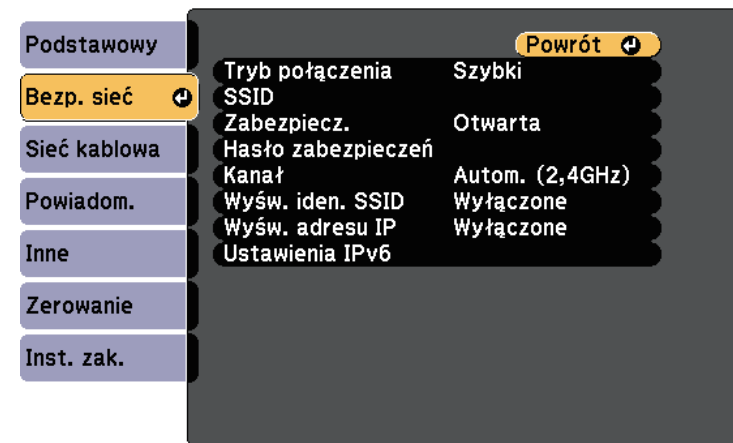 Podstawowy
Bezp. sieć
Sieć kablowa
Powiadom.
Inne
Zerowanie
Inst. zak.
Powrót
Tryb połączenia Szybki
SSID
Zabezpiecz. Otwarta
Hasło zabezpieczeń
Kanał Autom. (2,4GHz)
Wyśw. iden. SSID Wyłączone
Wyśw. adresu IP Wyłączone
Ustawienia IPv6